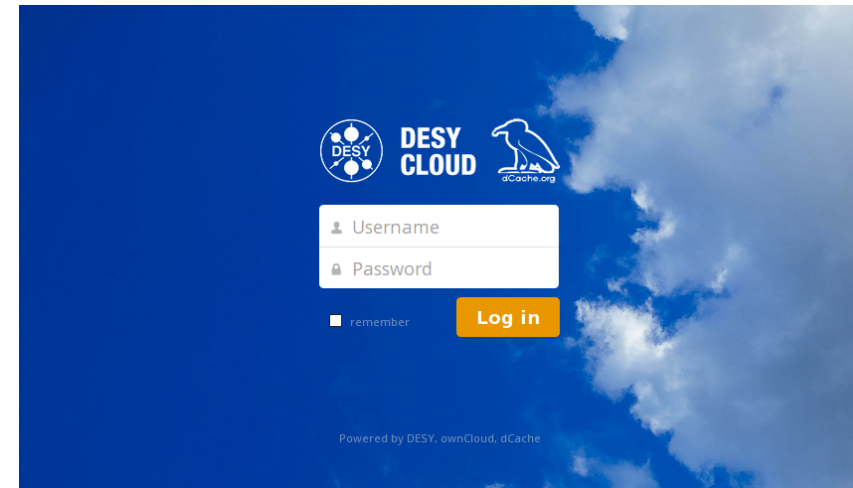 DESY
DESY
CLOUD
dCache.org
Username
Password
remember
Log in
Powered by DESY, ownCloud, dCache